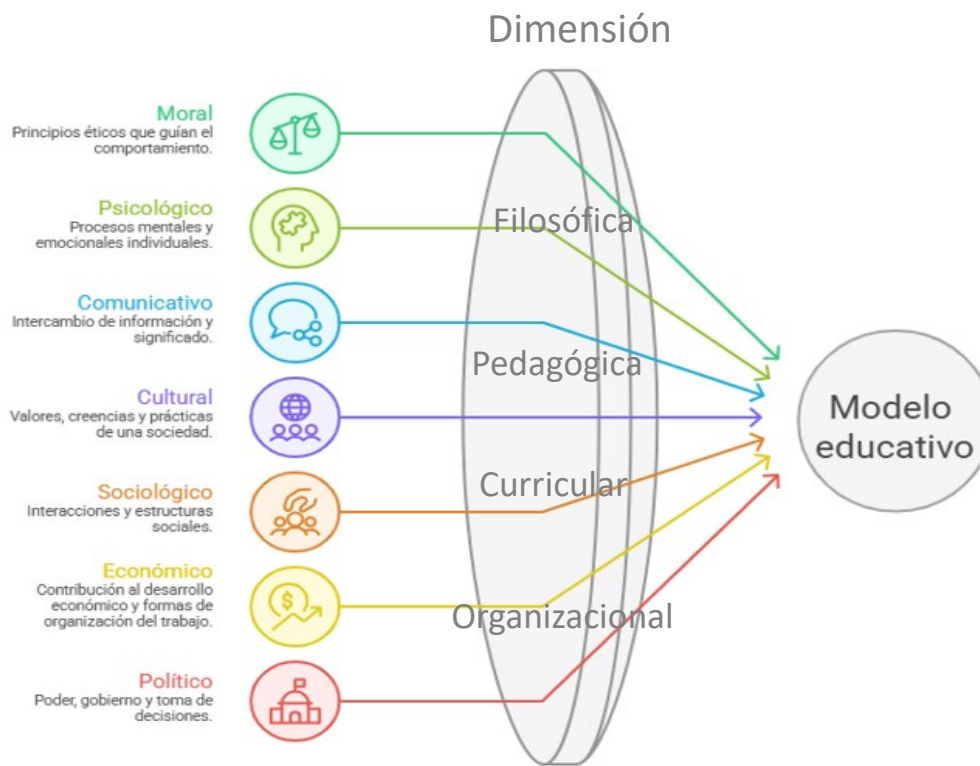 Dimensión
Moral
Principios éticos que guían el
comportamiento.
Psicológico
Procesos mentales y
emocionales individuales.
Comunicativo
Intercambio de información y
significado.
Cultural
Valores, creencias y prácticas
de una sociedad.
Sociológico
Interacciones y estructuras
sociales.
Económico
Contribución al desarrollo
económico y formas de
organización del trabajo.
Político
Poder, gobierno y toma de
decisiones.
Filosófica
Pedagógica
Curricular
Organizacional
Modelo
educativo